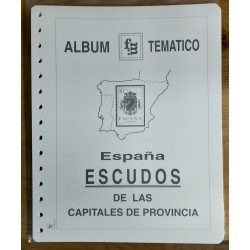 ALBUM TEMATICO
España
ESCUDOS
DE LAS
CAPITALES DE PROVINCIA